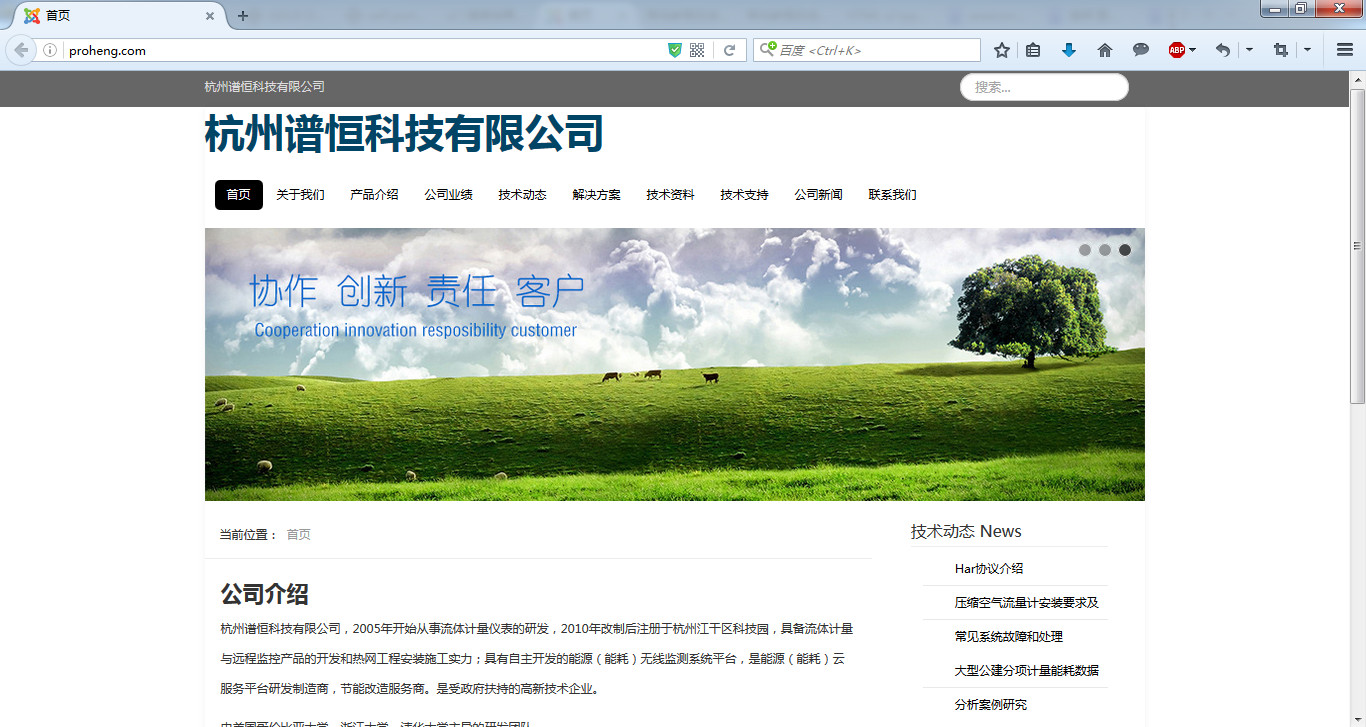 首页
proheng.com
百度 <Ctrl+K>
ABP
杭州谱恒科技有限公司
搜索...
杭州谱恒科技有限公司
首页 关于我们 产品介绍 公司业绩 技术动态 解决方案 技术资料 技术支持 公司新闻 联系我们
协作 创新 责任 客户
Cooperation innovation resposibility customer
当前位置： 首页
公司介绍
杭州谱恒科技有限公司，2005年开始从事流体计量仪表的研发，2010年改制后注册于杭州江干区科技园，具备流体计量
与远程监控产品的开发和热网工程安装施工实力；具有自主开发的能源（能耗）无线监测系统平台，是能源（能耗）云
服务平台研发制造商，节能改造服务商。是受政府扶持的高新技术企业。
技术动态 News
Har协议介绍
压缩空气流量计安装要求及
常见系统故障和处理
大型公建分项计量能耗数据
分析案例研究